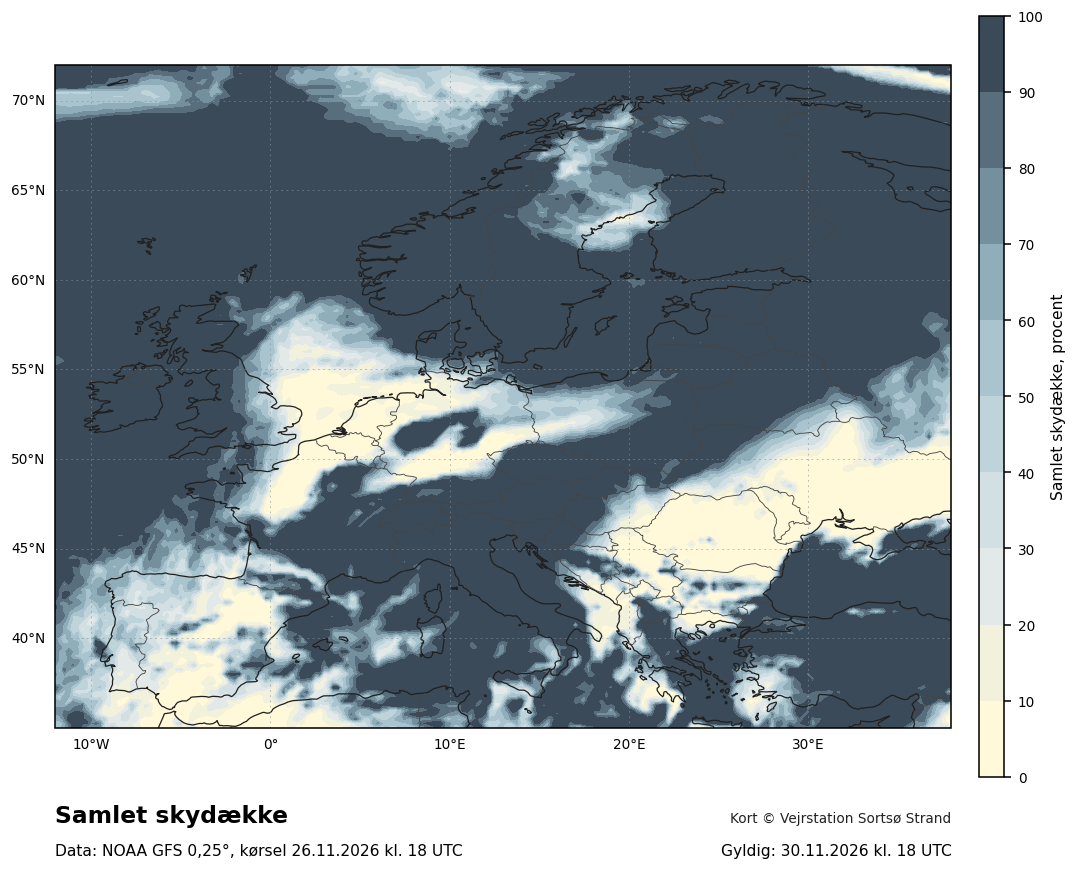 100
90
80
70
60
50
40
30
20
10
0
Samlet skydække, procent
70°N
65°N
60°N
55°N
50°N
45°N
40°N
10°W
0°
10°E
20°E
30°E
Samlet skydække
Kort © Vejrstation Sortsø Strand
Data: NOAA GFS 0,25°, kørsel 26.11.2026 kl. 18 UTC
Gyldig: 30.11.2026 kl. 18 UTC